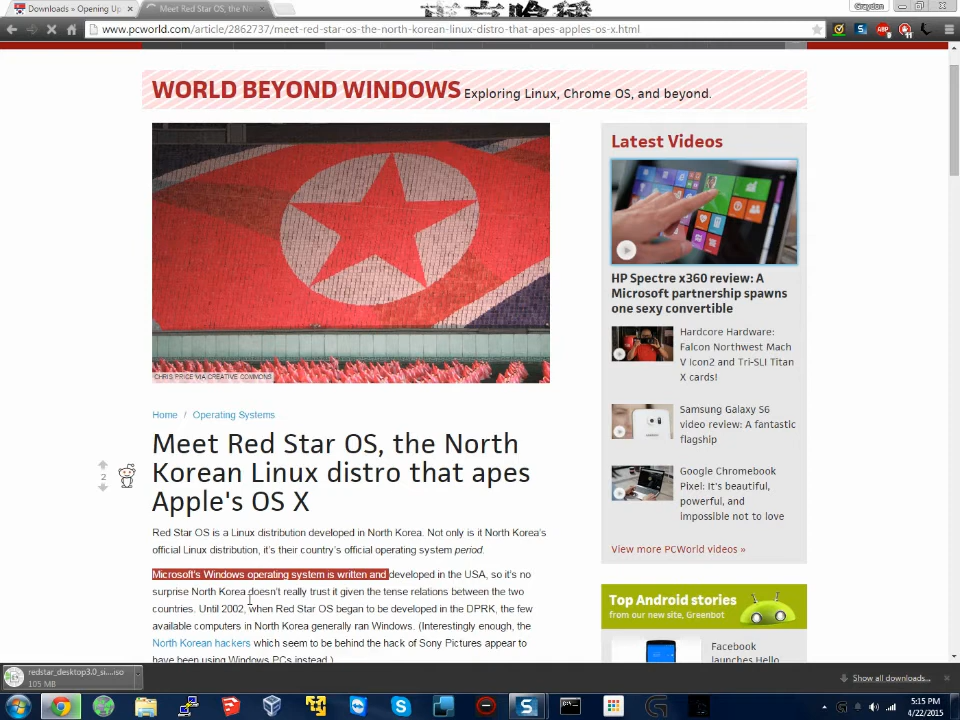 Downloads » Opening Up
Meet Red Star OS, the N
Graydon
www.pcworld.com/article/2862737/meet-red-star-os-the-north-korean-linux-distro-that-apes-apples-os-x.html
WORLD BEYOND WINDOWS Exploring Linux, Chrome OS, and beyond.
CHRIS PRICE VIA CREATIVE COMMONS
Home / Operating Systems
Meet Red Star OS, the North
Korean Linux distro that apes
Apple's OS X
2
Red Star OS is a Linux distribution developed in North Korea. Not only is it North Korea's
official Linux distribution, it's their country's official operating system period.
Microsoft's Windows operating system is written and developed in the USA, so it's no
surprise North Korea doesn't really trust it given the tense relations between the two
countries. Until 2002, when Red Star OS began to be developed in the DPRK, the few
available computers in North Korea generally ran Windows. (Interestingly enough, the
North Korean hackers which seem to be behind the hack of Sony Pictures appear to
have been using Windows PCs instead.)
Latest Videos
HP Spectre x360 review: A
Microsoft partnership spawns
one sexy convertible
Hardcore Hardware:
Falcon Northwest Mach
V Icon2 and Tri-SLI Titan
X cards!
Samsung Galaxy S6
video review: A fantastic
flagship
Google Chromebook
Pixel: It's beautiful,
powerful, and
impossible not to love
View more PCWorld videos »
Top Android stories
from our new site, Greenbot
Facebook
launches Hello
redstar_desktop3.0_si....iso
105 MB
Show all downloads...
5:15 PM
4/22/2015